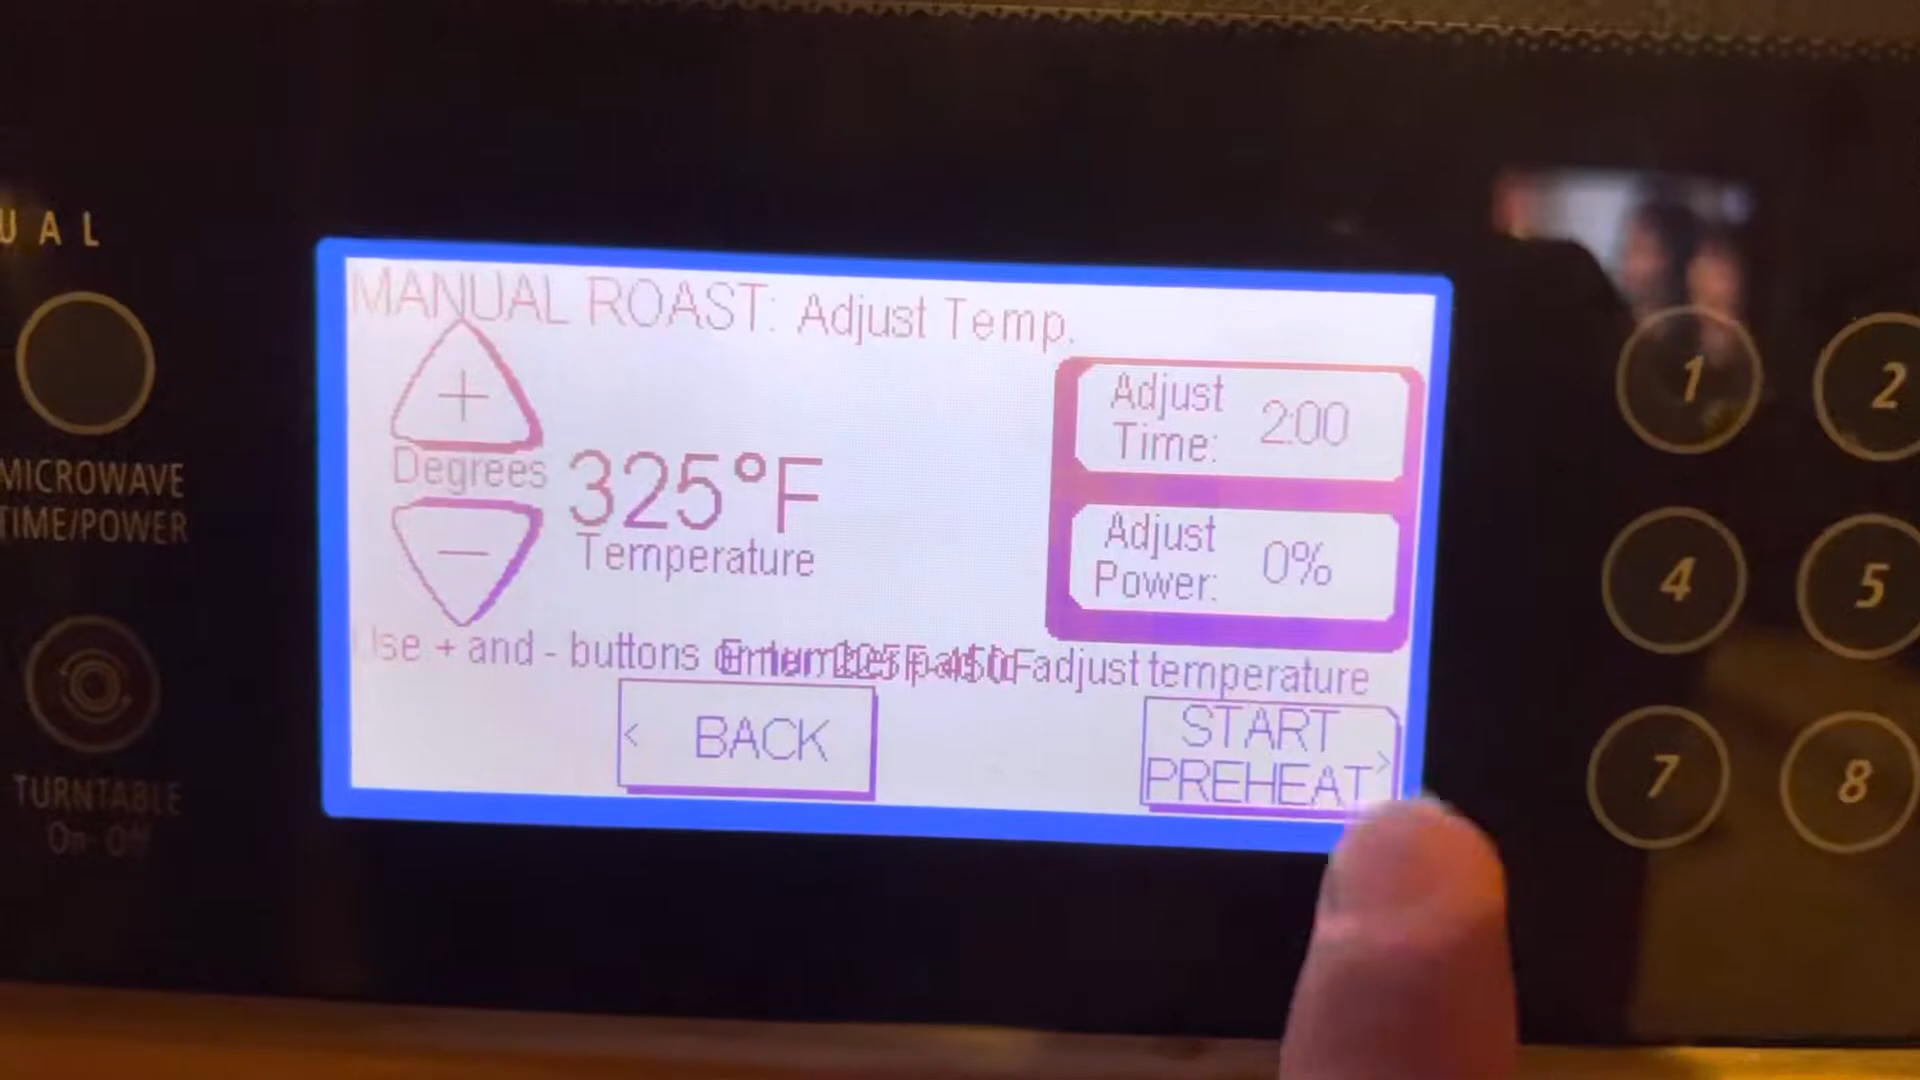 UAL
MANUAL ROAST: Adjust Temp.
+
Degrees
325°F
Temperature
-
Adjust Time: 2:00
Adjust Power: 0%
Use + and - buttons adjust temperature
< BACK
START PREHEAT >
MICROWAVE
TIME/POWER
TURNTABLE
On Off
1 2
4 5
7 8